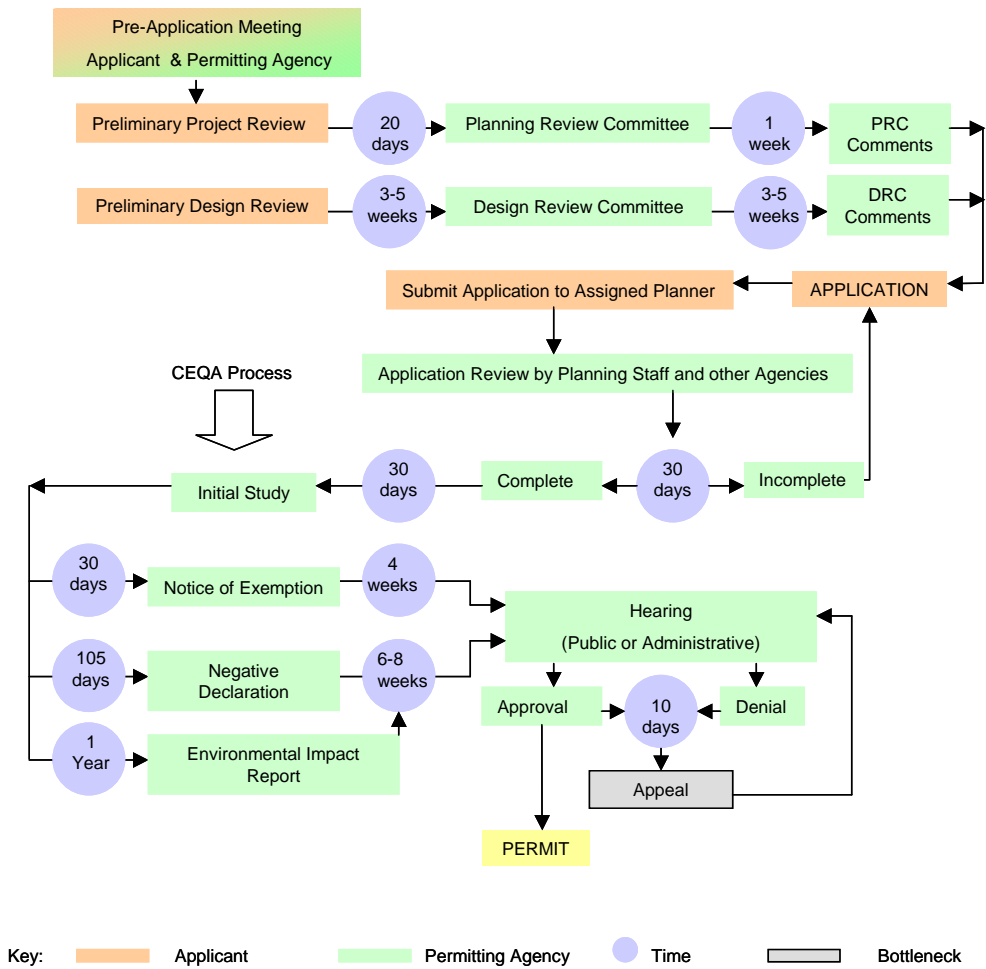 Pre-Application Meeting
Applicant & Permitting Agency
Preliminary Project Review
20
days
Planning Review Committee
1
week
PRC
Comments
Preliminary Design Review
3-5
weeks
Design Review Committee
3-5
weeks
DRC
Comments
Submit Application to Assigned Planner
APPLICATION
Application Review by Planning Staff and other Agencies
CEQA Process
Initial Study
30
days
Complete
30
days
Incomplete
30
days
Notice of Exemption
4
weeks
Hearing
(Public or Administrative)
105
days
Negative
Declaration
6-8
weeks
Approval
10
days
Denial
1
Year
Environmental Impact
Report
Appeal
PERMIT
Key:
Applicant
Permitting Agency
Time
Bottleneck